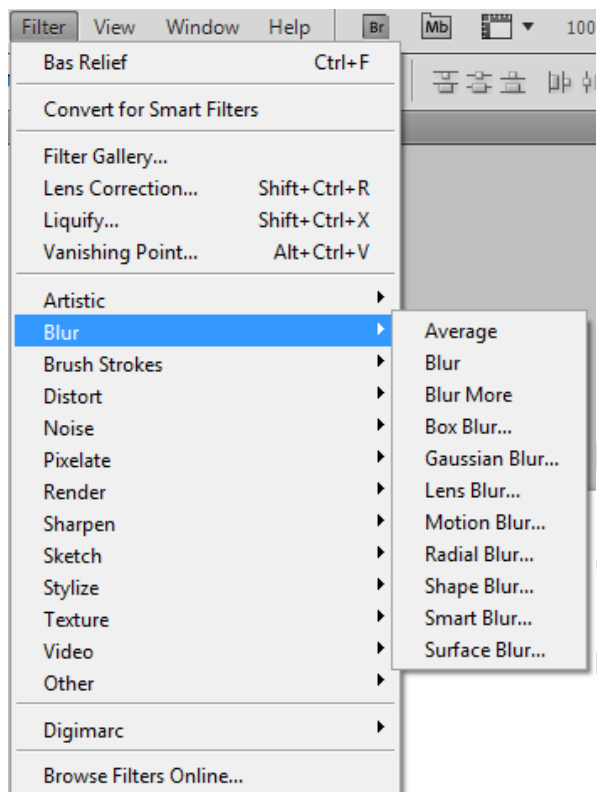 Filter View Window Help Br Mb 100
Bas Relief Ctrl+F
Convert for Smart Filters
Filter Gallery...
Lens Correction... Shift+Ctrl+R
Liquify... Shift+Ctrl+X
Vanishing Point... Alt+Ctrl+V
Artistic
Blur
Brush Strokes
Distort
Noise
Pixelate
Render
Sharpen
Sketch
Stylize
Texture
Video
Other
Digimarc
Browse Filters Online...
Average
Blur
Blur More
Box Blur...
Gaussian Blur...
Lens Blur...
Motion Blur...
Radial Blur...
Shape Blur...
Smart Blur...
Surface Blur...